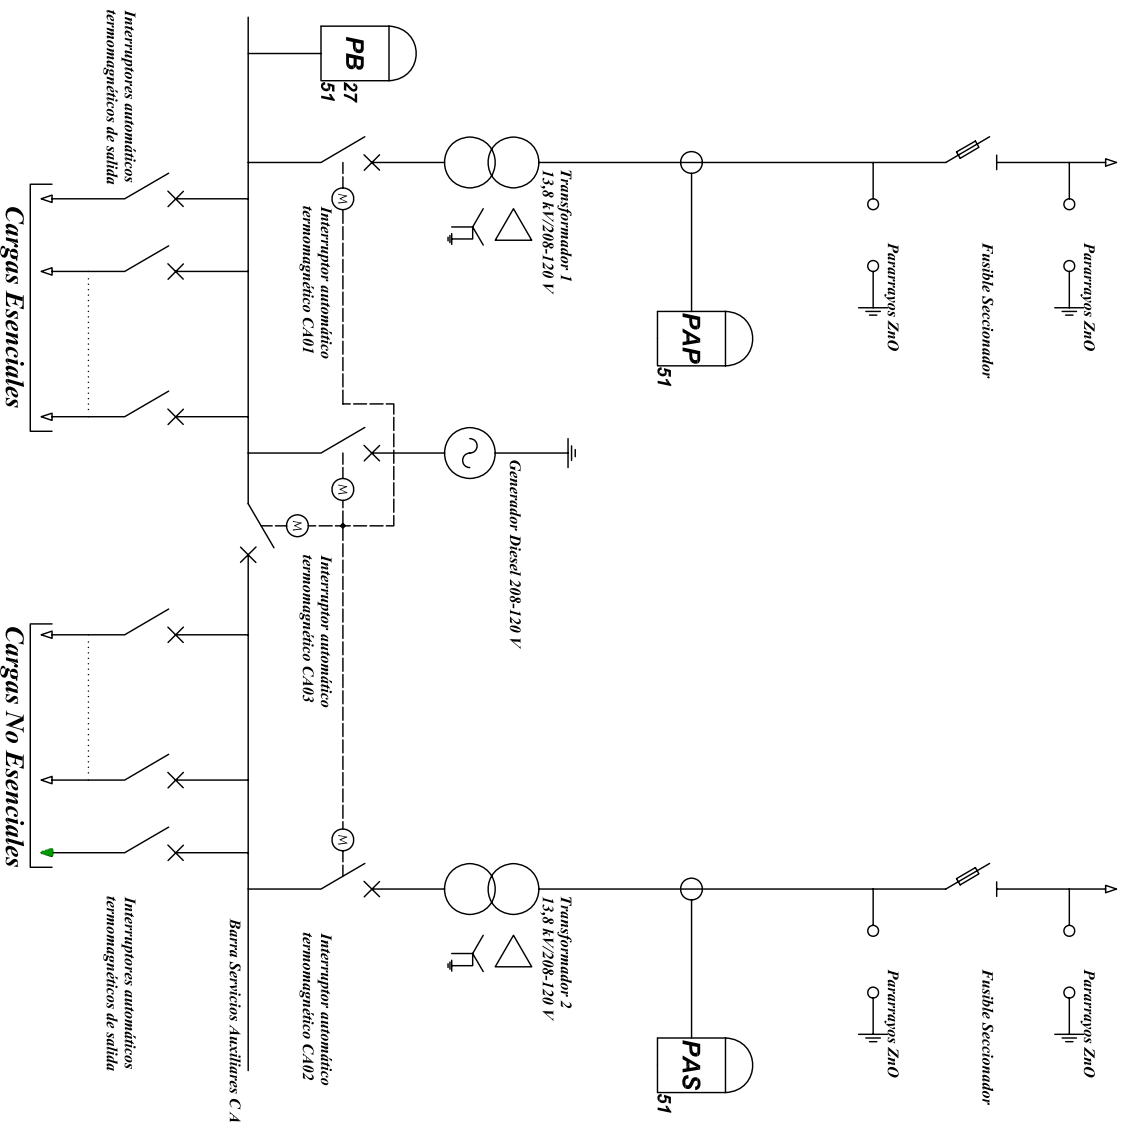 Pararrayos ZnO
Pararrayos ZnO
Fusible Seccionador
Fusible Seccionador
Pararrayos ZnO
Pararrayos ZnO
PAP
51
PAS
51
Transformador 1
13,8 kV/208-120 V
Transformador 2
13,8 kV/208-120 V
Generador Diesel 208-120 V
PB
27
51
M
M
M
M
Interruptor automático
termomagnético CA01
Interruptor automático
termomagnético CA03
Interruptor automático
termomagnético CA02
Barra Servicios Auxiliares C A
Interruptores automáticos
termomagnéticos de salida
Interruptores automáticos
termomagnéticos de salida
Cargas Esenciales
Cargas No Esenciales